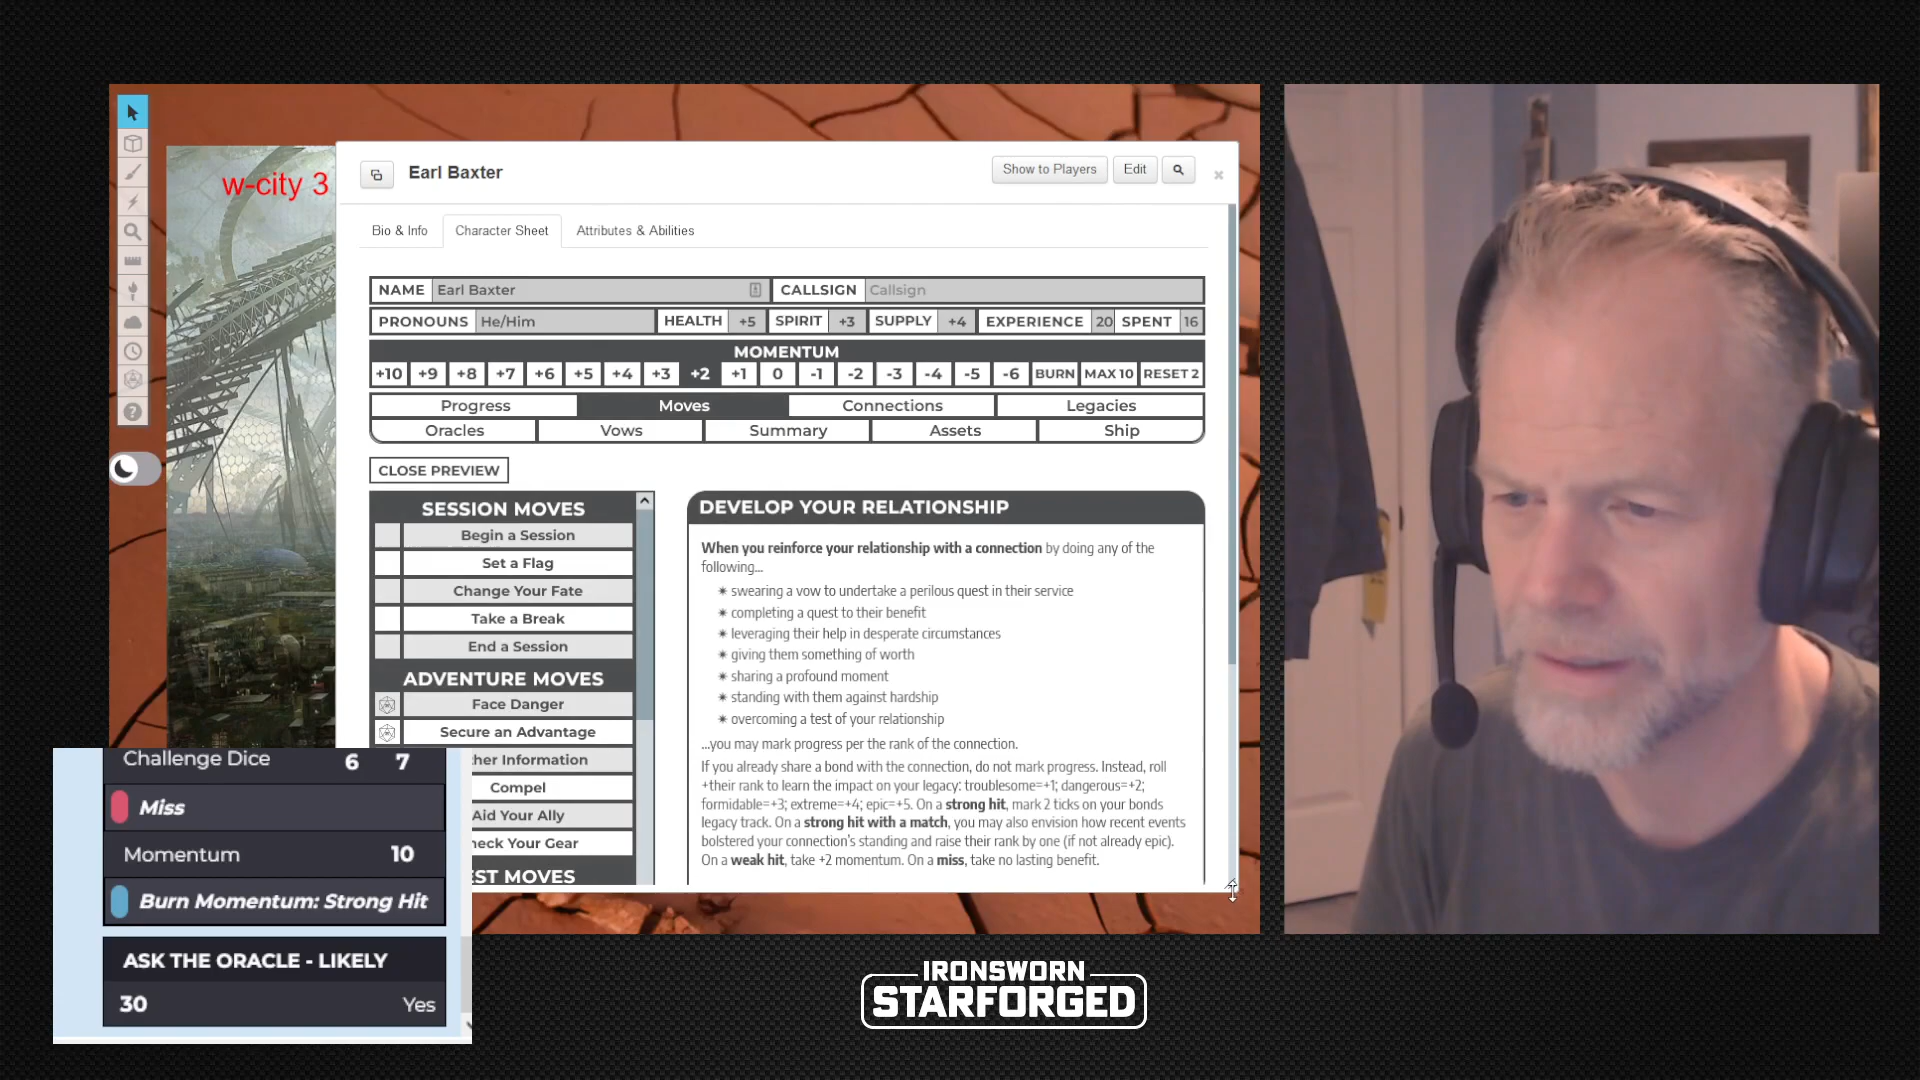 w-city 3
Earl Baxter
Show to Players
Edit
Bio & Info
Character Sheet
Attributes & Abilities
NAME
Earl Baxter
CALLSIGN
Callsign
PRONOUNS
He/Him
HEALTH
+5
SPIRIT
+3
SUPPLY
+4
EXPERIENCE
20
SPENT
16
MOMENTUM
+10 +9 +8 +7 +6 +5 +4 +3 +2 +1 0 -1 -2 -3 -4 -5 -6 BURN MAX 10 RESET 2
Progress
Moves
Connections
Legacies
Oracles
Vows
Summary
Assets
Ship
CLOSE PREVIEW
SESSION MOVES
Begin a Session
Set a Flag
Change Your Fate
Take a Break
End a Session
ADVENTURE MOVES
Face Danger
Secure an Advantage
her Information
Compel
Aid Your Ally
eck Your Gear
EST MOVES
DEVELOP YOUR RELATIONSHIP
When you reinforce your relationship with a connection by doing any of the
following...
✴ swearing a vow to undertake a perilous quest in their service
✴ completing a quest to their benefit
✴ leveraging their help in desperate circumstances
✴ giving them something of worth
✴ sharing a profound moment
✴ standing with them against hardship
✴ overcoming a test of your relationship
...you may mark progress per the rank of the connection.
If you already share a bond with the connection, do not mark progress. Instead, roll
+their rank to learn the impact on your legacy: troublesome=+1; dangerous=+2;
formidable=+3; extreme=+4; epic=+5. On a strong hit, mark 2 ticks on your bonds
legacy track. On a strong hit with a match, you may also envision how recent events
bolstered your connection's standing and raise their rank by one (if not already epic).
On a weak hit, take +2 momentum. On a miss, take no lasting benefit.
Challenge Dice 6 7
Miss
Momentum 10
Burn Momentum: Strong Hit
ASK THE ORACLE - LIKELY
30 Yes
IRONSWORN
STARFORGED